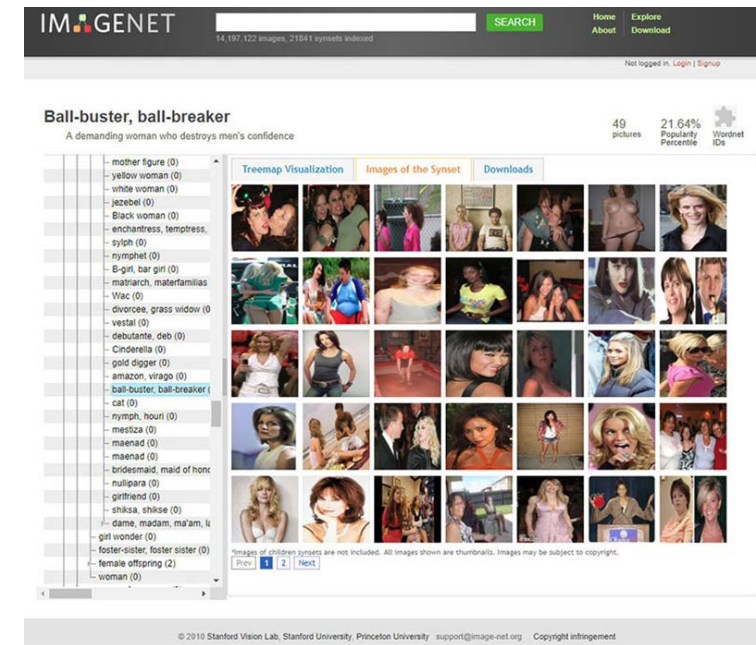 IMAGENET
SEARCH
14,197,122 images, 21841 synsets indexed
Home Explore
About Download
Not logged in. Login | Signup
Ball-buster, ball-breaker
A demanding woman who destroys men's confidence
49
pictures
21.64%
Popularity
Percentile
Wordnet
IDs
mother figure (0)
yellow woman (0)
white woman (0)
jezebel (0)
Black woman (0)
enchantress, temptress,
sylph (0)
nymphet (0)
B-girl, bar girl (0)
matriarch, materfamilias
Wac (0)
divorcee, grass widow (0
vestal (0)
debutante, deb (0)
Cinderella (0)
gold digger (0)
amazon, virago (0)
ball-buster, ball-breaker (
cat (0)
nymph, houri (0)
mestiza (0)
maenad (0)
maenad (0)
bridesmaid, maid of hono
nullipara (0)
girlfriend (0)
shiksa, shikse (0)
dame, madam, ma'am, la
girl wonder (0)
foster-sister, foster sister (0)
female offspring (2)
woman (0)
Treemap Visualization
Images of the Synset
Downloads
*Images of children synsets are not included. All images shown are thumbnails. Images may be subject to copyright.
Prev 1 2 Next
© 2010 Stanford Vision Lab, Stanford University, Princeton University support@image-net.org Copyright infringement